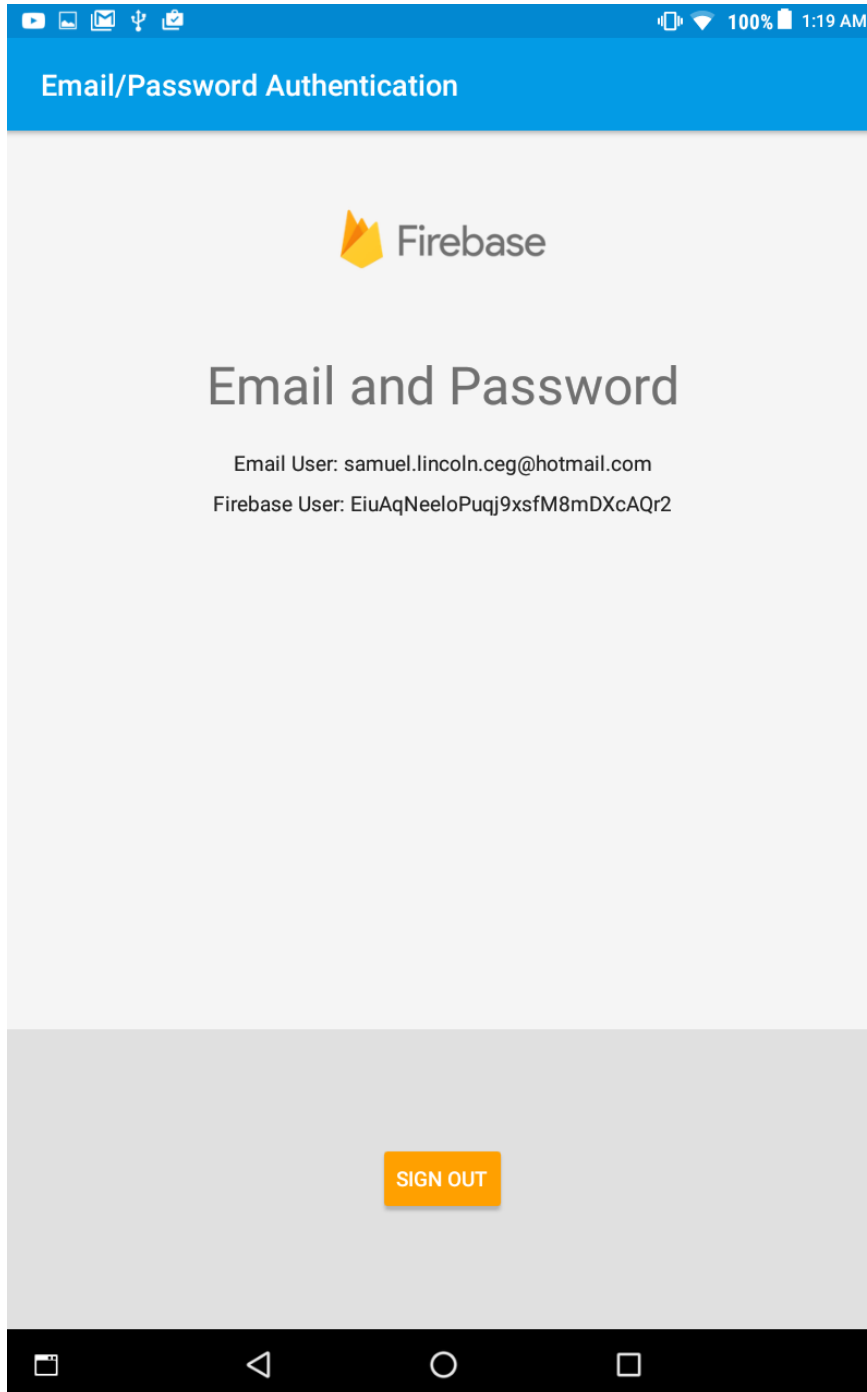 100% 1:19 AM
Email/Password Authentication
Firebase
Email and Password
Email User: samuel.lincoln.ceg@hotmail.com
Firebase User: EiuAqNeeloPuqj9xsfM8mDXcAQr2
SIGN OUT